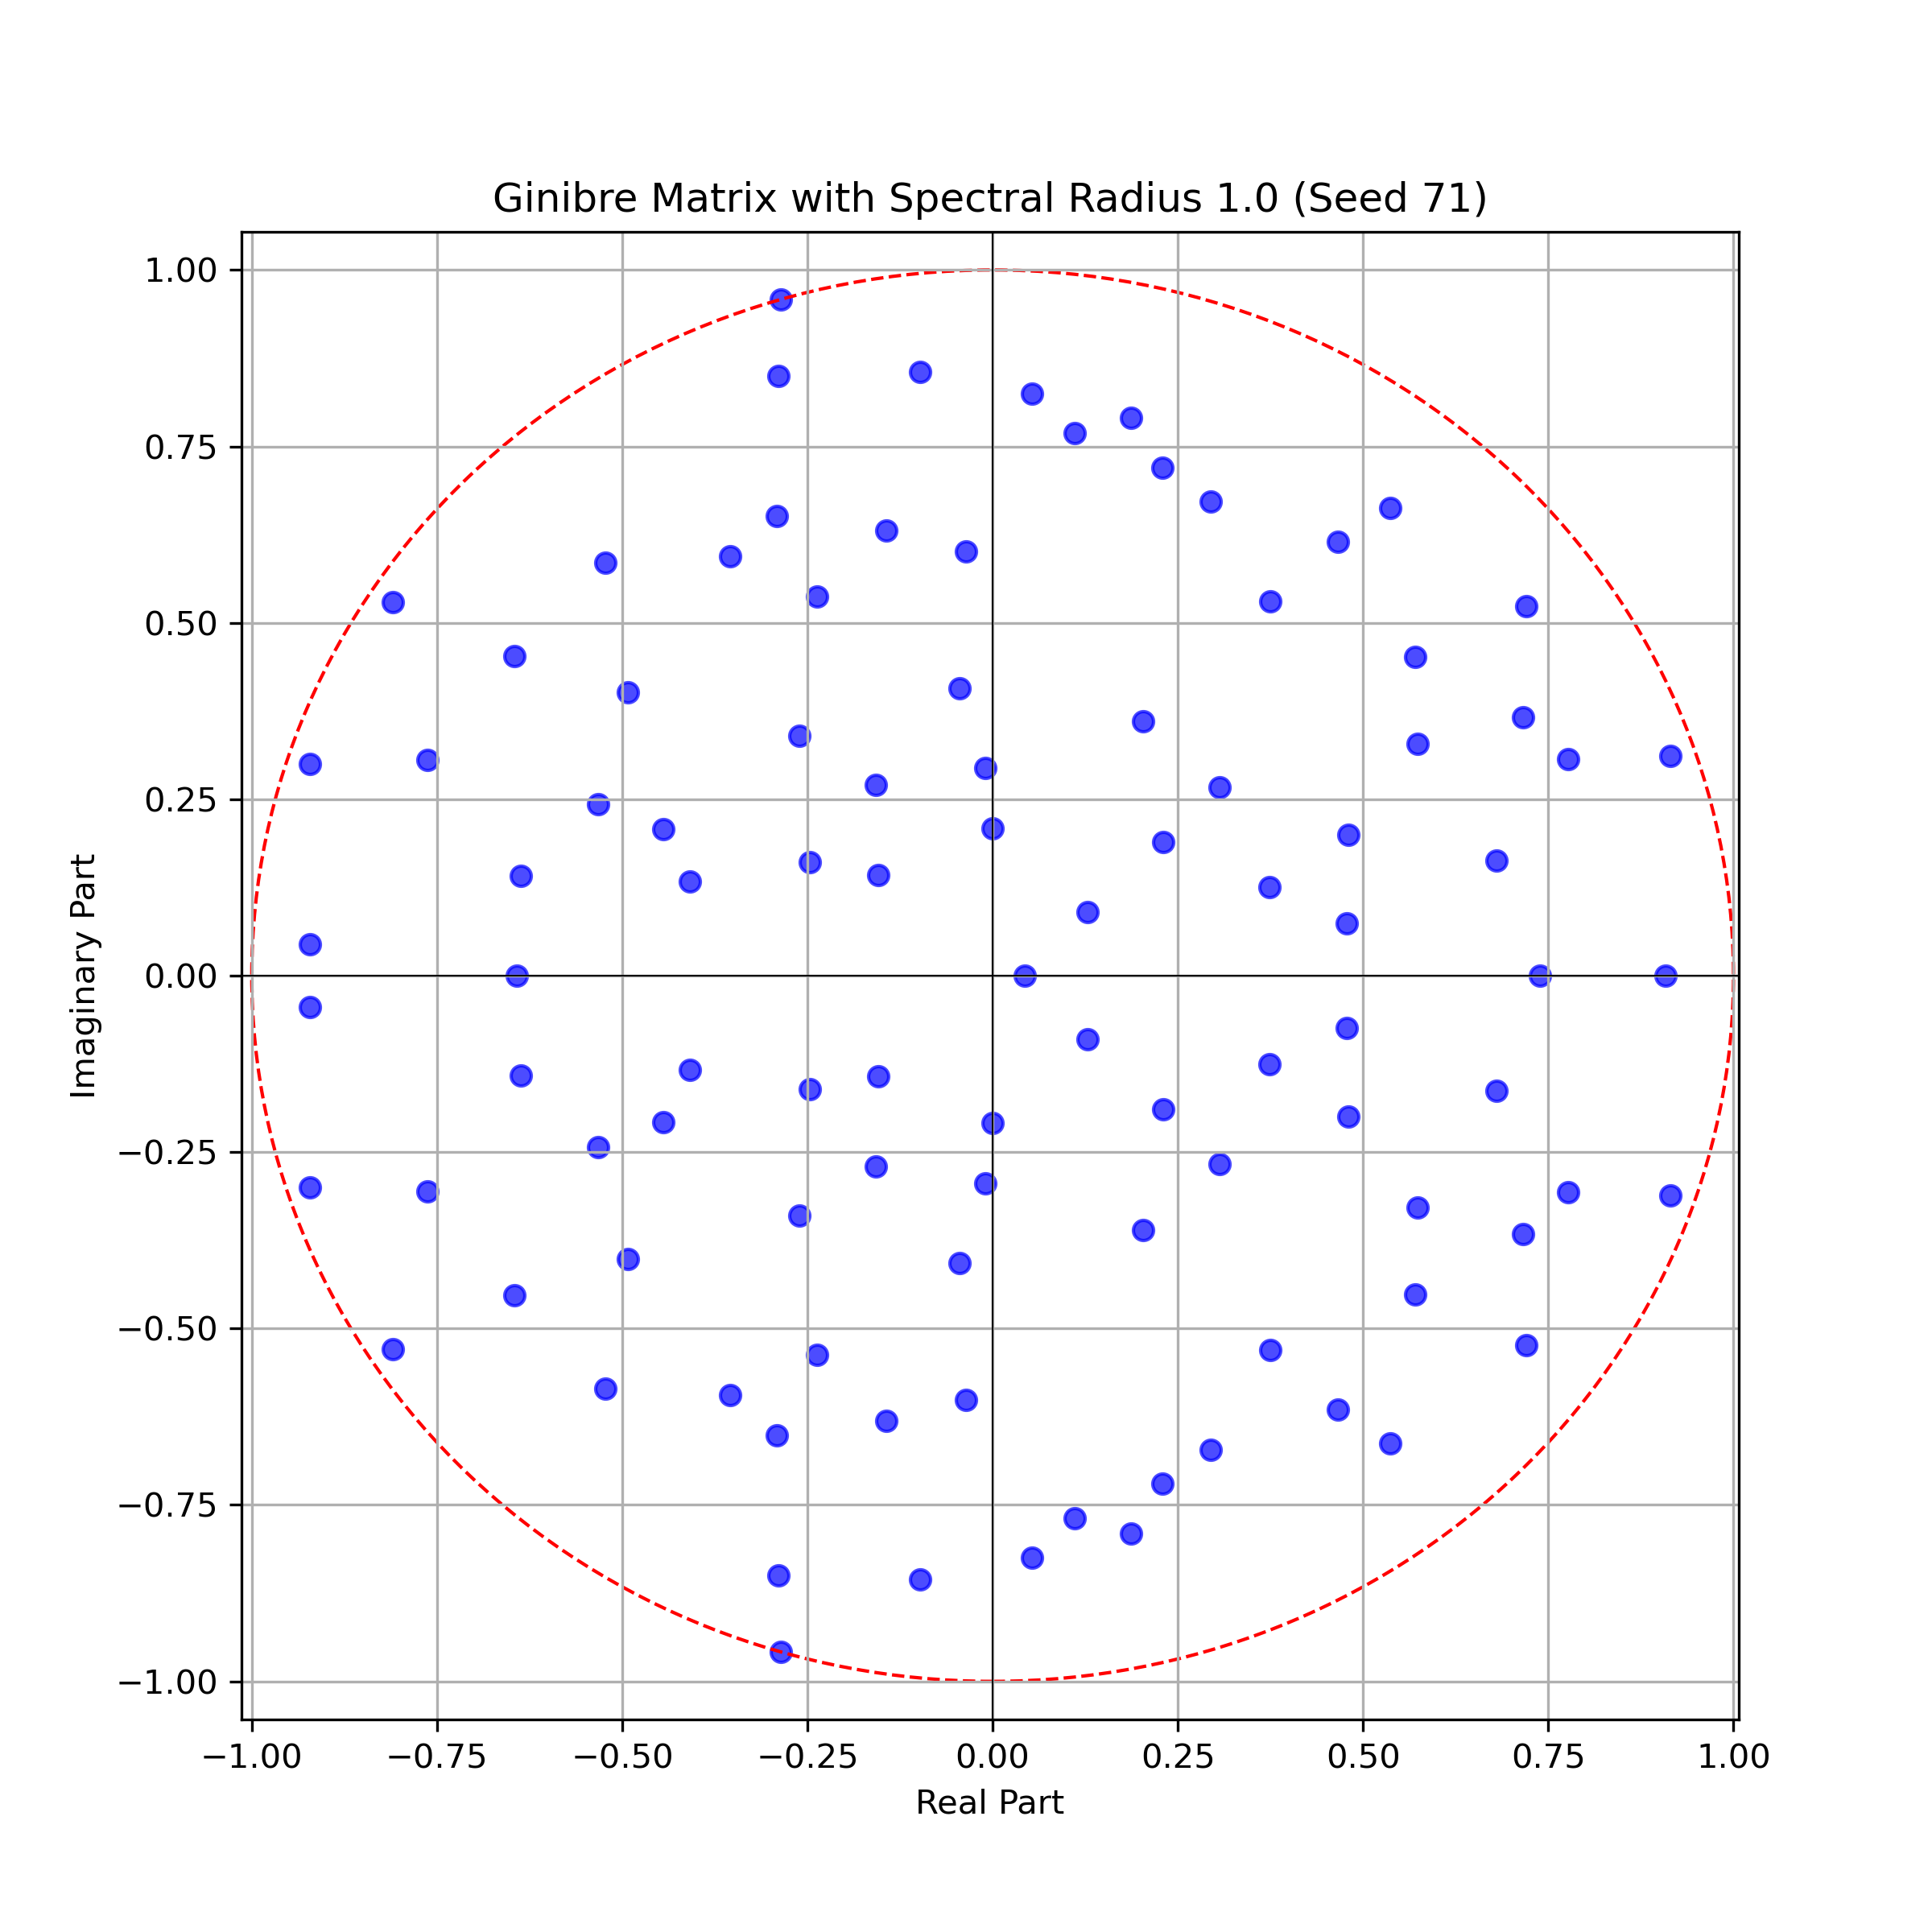 Ginibre Matrix with Spectral Radius 1.0 (Seed 71)
1.00
0.75
0.50
0.25
0.00
−0.25
−0.50
−0.75
−1.00
Imaginary Part
−1.00 −0.75 −0.50 −0.25 0.00 0.25 0.50 0.75 1.00
Real Part